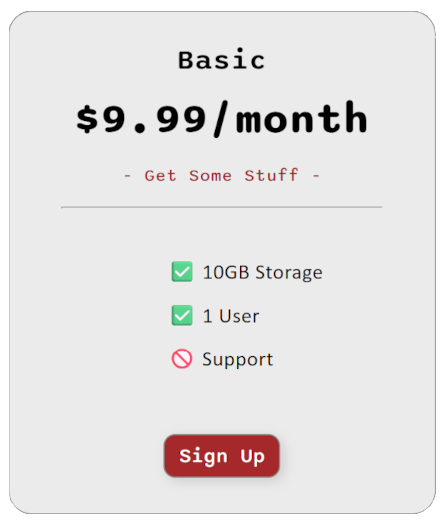 Basic
$9.99/month
- Get Some Stuff -
✅ 10GB Storage
✅ 1 User
🚫 Support
Sign Up